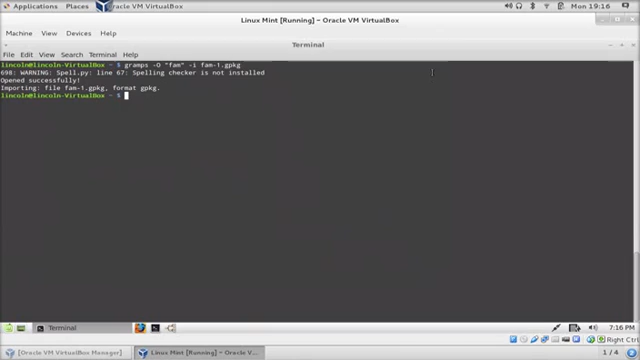 Applications Places Oracle VM VirtualBox Mon 19:16
Linux Mint [Running] - Oracle VM VirtualBox
Machine View Devices Help
Terminal
File Edit View Search Terminal Help
lincoln@lincoln-VirtualBox ~ $ gramps -O "fam" -i fam-1.gpkg
698: WARNING: Spell.py: line 67: Spelling checker is not installed
Opened successfully!
Importing: file fam-1.gpkg, format gpkg.
lincoln@lincoln-VirtualBox ~ $
Terminal 7:16 PM
Right Ctrl
[Oracle VM VirtualBox Manager] Linux Mint [Running] - Oracle V... 1 / 4